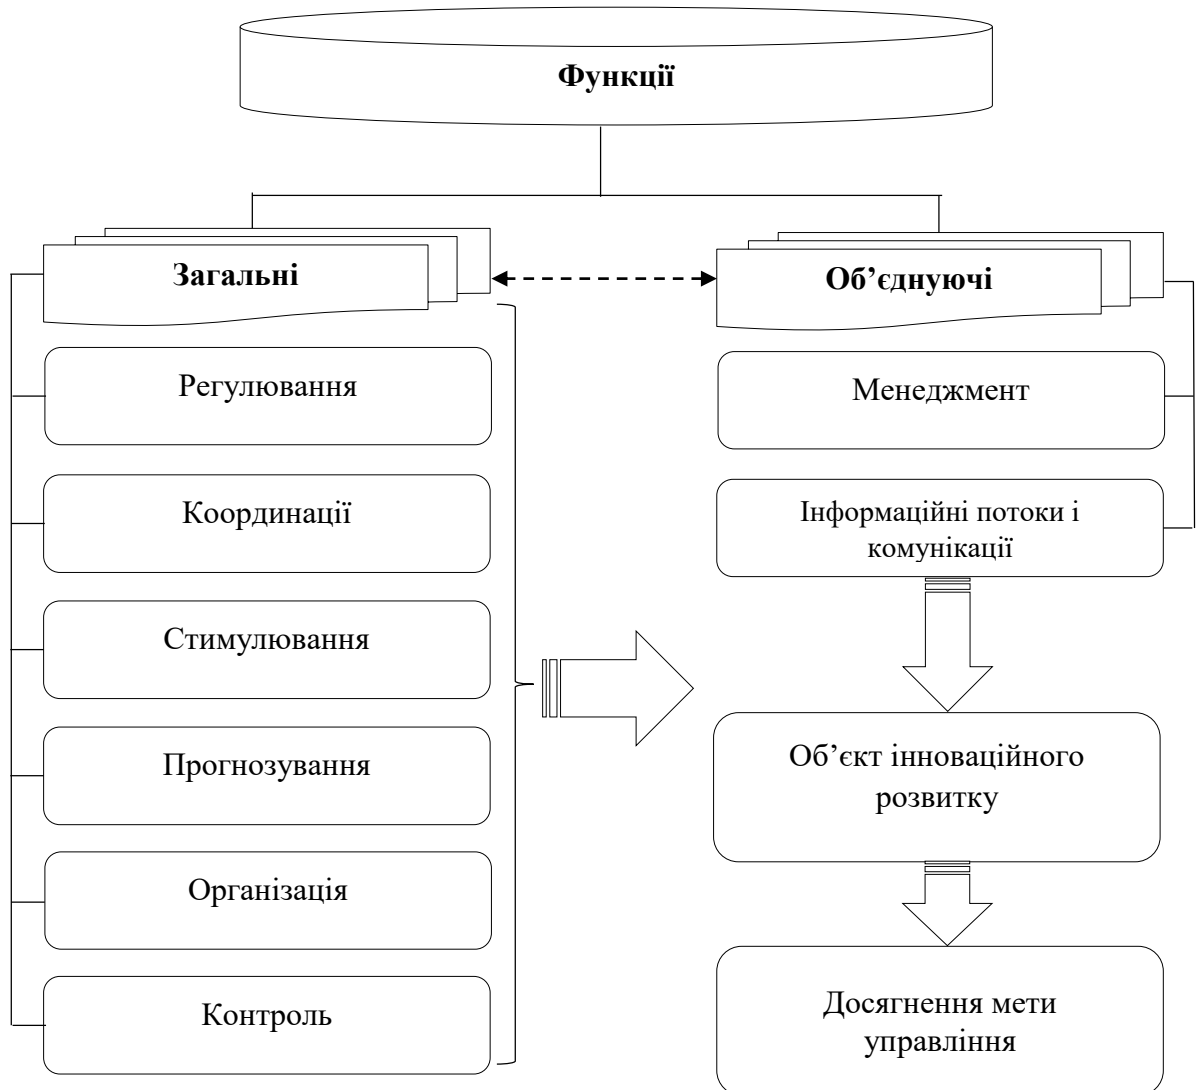 Функції
Загальні
Об’єднуючі
Регулювання
Координації
Стимулювання
Прогнозування
Організація
Контроль
Менеджмент
Інформаційні потоки і
комунікації
Об’єкт інноваційного
розвитку
Досягнення мети
управління